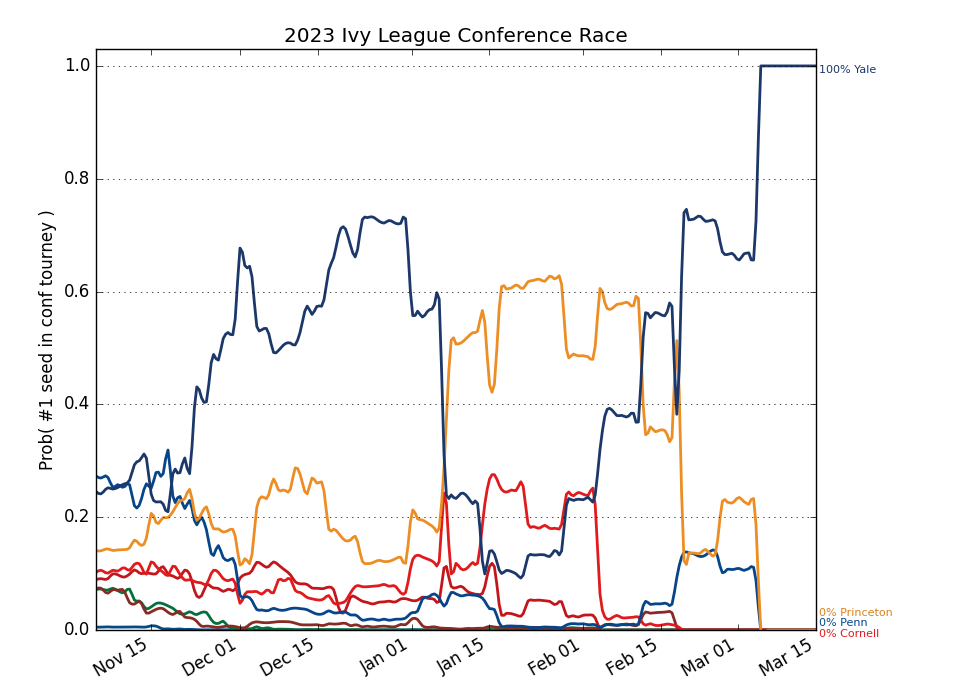 2023 Ivy League Conference Race
Prob( #1 seed in conf tourney )
1.0
0.8
0.6
0.4
0.2
0.0
100% Yale
0% Princeton
0% Penn
0% Cornell
Nov 15
Dec 01
Dec 15
Jan 01
Jan 15
Feb 01
Feb 15
Mar 01
Mar 15